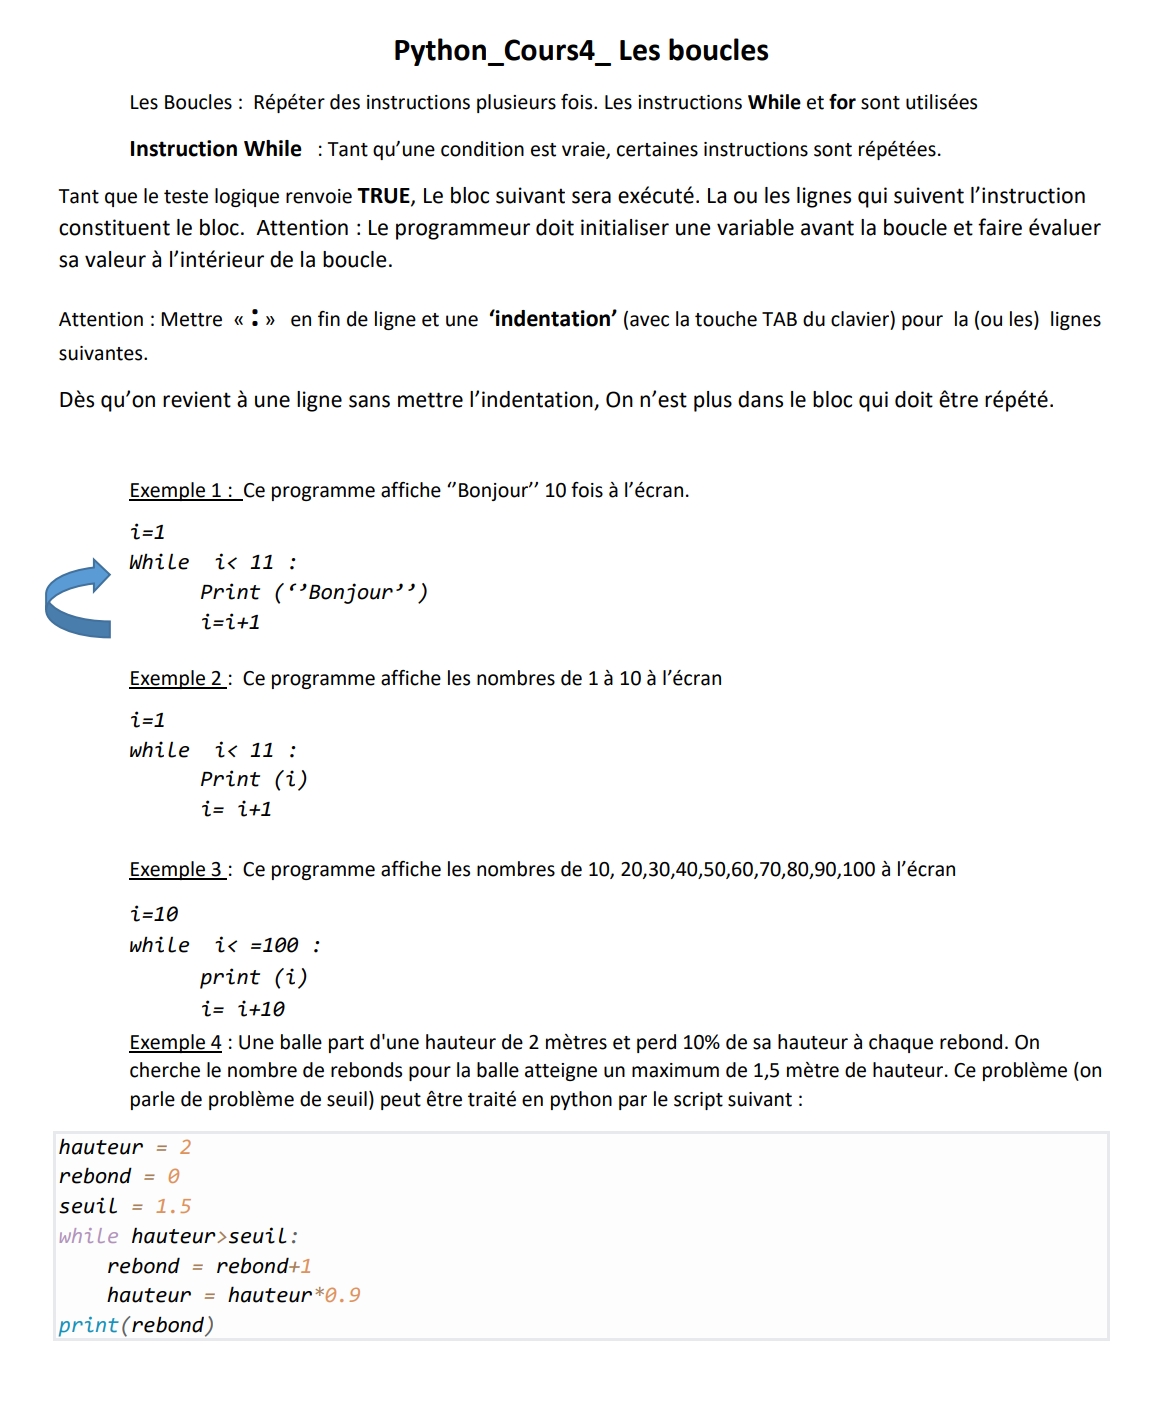 Python_Cours4_ Les boucles
Les Boucles :  Répéter des instructions plusieurs fois. Les instructions While et for sont utilisées
Instruction While   : Tant qu’une condition est vraie, certaines instructions sont répétées.
Tant que le teste logique renvoie TRUE, Le bloc suivant sera exécuté. La ou les lignes qui suivent l’instruction
constituent le bloc.  Attention : Le programmeur doit initialiser une variable avant la boucle et faire évaluer
sa valeur à l’intérieur de la boucle.
Attention : Mettre  « : »   en fin de ligne et une  ‘indentation’ (avec la touche TAB du clavier) pour  la (ou les)  lignes
suivantes.
Dès qu’on revient à une ligne sans mettre l’indentation, On n’est plus dans le bloc qui doit être répété.
Exemple 1 :  Ce programme affiche ‘’Bonjour’’ 10 fois à l’écran.
i=1
While  i< 11 :
Print (‘’Bonjour’’)
i=i+1
Exemple 2 :  Ce programme affiche les nombres de 1 à 10 à l’écran
i=1
while  i< 11 :
Print (i)
i= i+1
Exemple 3 :  Ce programme affiche les nombres de 10, 20,30,40,50,60,70,80,90,100 à l’écran
i=10
while  i< =100 :
print (i)
i= i+10
Exemple 4 : Une balle part d'une hauteur de 2 mètres et perd 10% de sa hauteur à chaque rebond. On
cherche le nombre de rebonds pour la balle atteigne un maximum de 1,5 mètre de hauteur. Ce problème (on
parle de problème de seuil) peut être traité en python par le script suivant :
hauteur = 2
rebond = 0
seuil = 1.5
while hauteur>seuil:
    rebond = rebond+1
    hauteur = hauteur*0.9
print(rebond)